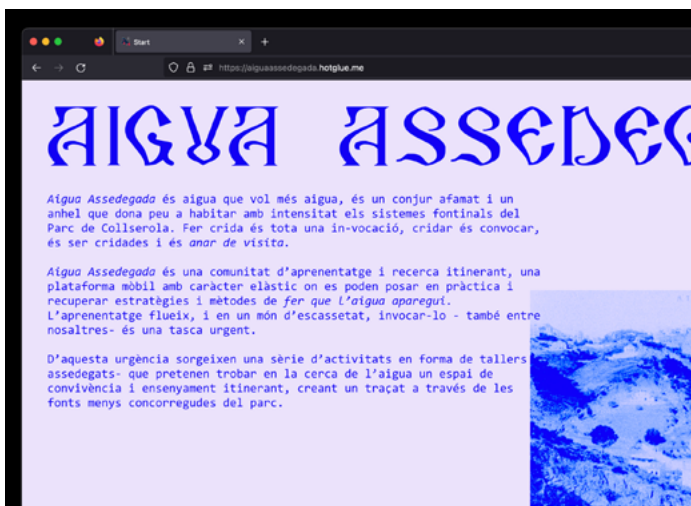 Start
https://aiguaassedegada.hotglue.me
AIGUA ASSEDEG
Aigua Assedegada és aigua que vol més aigua, és un conjur afamat i un
anhel que dona peu a habitar amb intensitat els sistemes fontinals del
Parc de Collserola. Fer crida és tota una in-vocació, cridar és convocar,
és ser cridades i és anar de visita.
Aigua Assedegada és una comunitat d’aprenentatge i recerca itinerant, una
plataforma mòbil amb caràcter elàstic on es poden posar en pràctica i
recuperar estratègies i mètodes de fer que l’aigua aparegui.
L’aprenentatge flueix, i en un món d’escassetat, invocar-lo - també entre
nosaltres- és una tasca urgent.
D’aquesta urgència sorgeixen una sèrie d’activitats en forma de tallers
assedegats- que pretenen trobar en la cerca de l’aigua un espai de
convivència i ensenyament itinerant, creant un traçat a través de les
fonts menys concorregudes del parc.